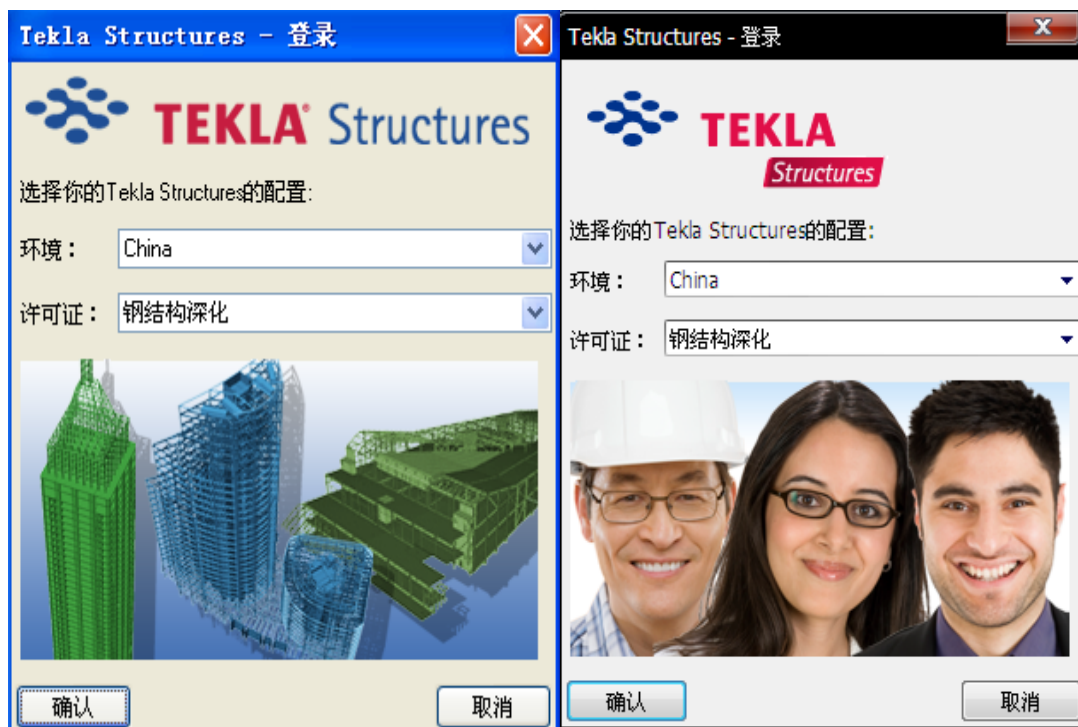 Tekla Structures - 登录
TEKLA® Structures
选择你的Tekla Structures的配置:
环境： China
许可证： 钢结构深化
确认 取消
Tekla Structures - 登录
TEKLA
Structures
选择你的Tekla Structures的配置:
环境： China
许可证： 钢结构深化
确认 取消